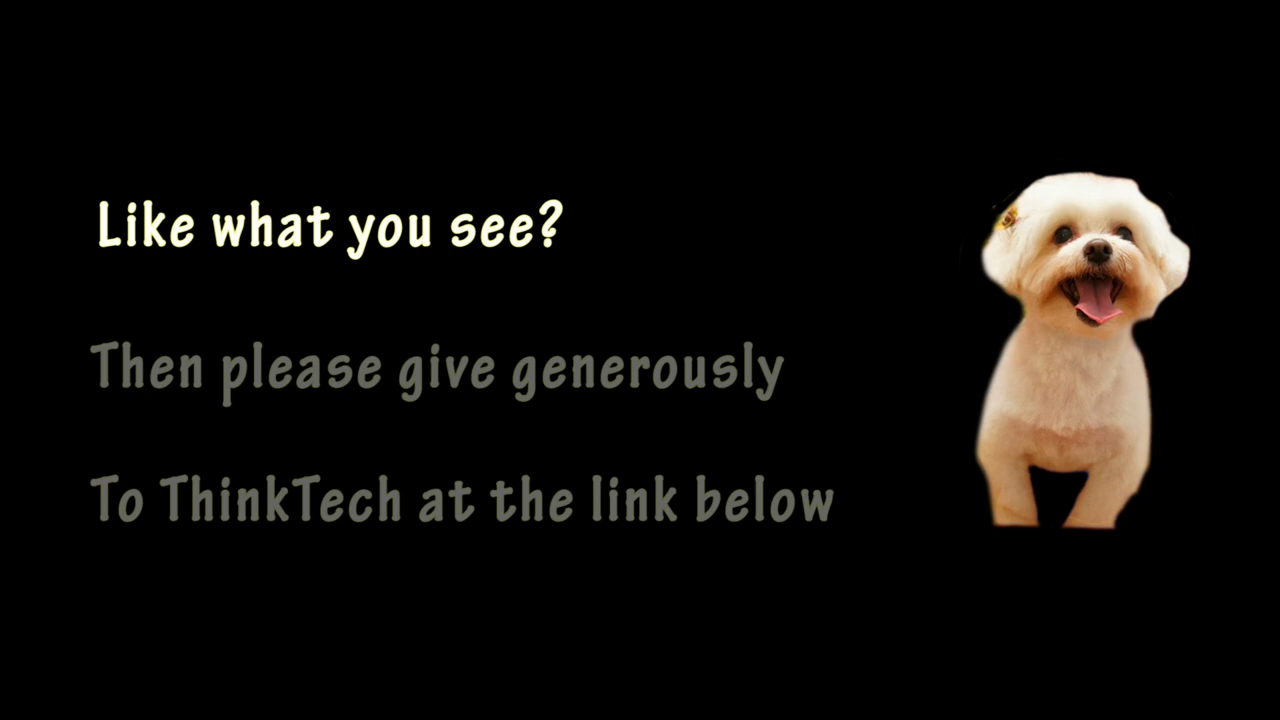 Like what you see?
Then please give generously
To ThinkTech at the link below